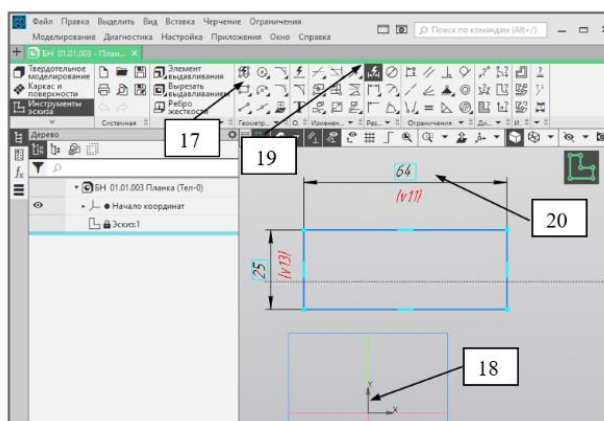 Файл Правка Выделить Вид Вставка Черчение Ограничения
Моделирование Диагностика Настройка Приложения Окно Справка
Поиск по командам (Alt+/)
БН 01.01.003 - План...
Твердотельное моделирование
Каркас и поверхности
Инструменты эскиза
Системная
Элемент выдавливания
Вырезать выдавливанием
Ребро жесткости
Геометр...
О.
Изменен...
Раз...
Ограничения
Ди...
И.
17
19
Дерево
БН 01.01.003 Планка (Тел-0)
Начало координат
Эскиз:1
64
(v11)
20
25
(v13)
18
Y
X